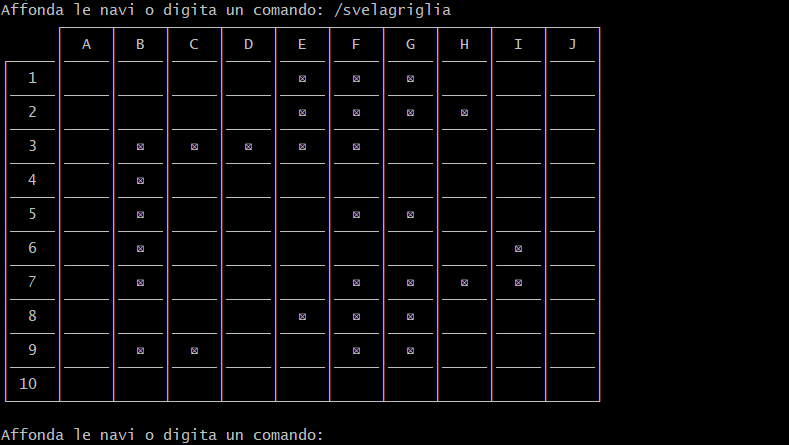 Affonda le navi o digita un comando: /svelagriglia
A B C D E F G H I J
1 ⊠ ⊠ ⊠
2 ⊠ ⊠ ⊠ ⊠
3 ⊠ ⊠ ⊠ ⊠ ⊠
4 ⊠
5 ⊠ ⊠ ⊠
6 ⊠ ⊠
7 ⊠ ⊠ ⊠ ⊠ ⊠
8 ⊠ ⊠ ⊠
9 ⊠ ⊠ ⊠ ⊠
10
Affonda le navi o digita un comando: